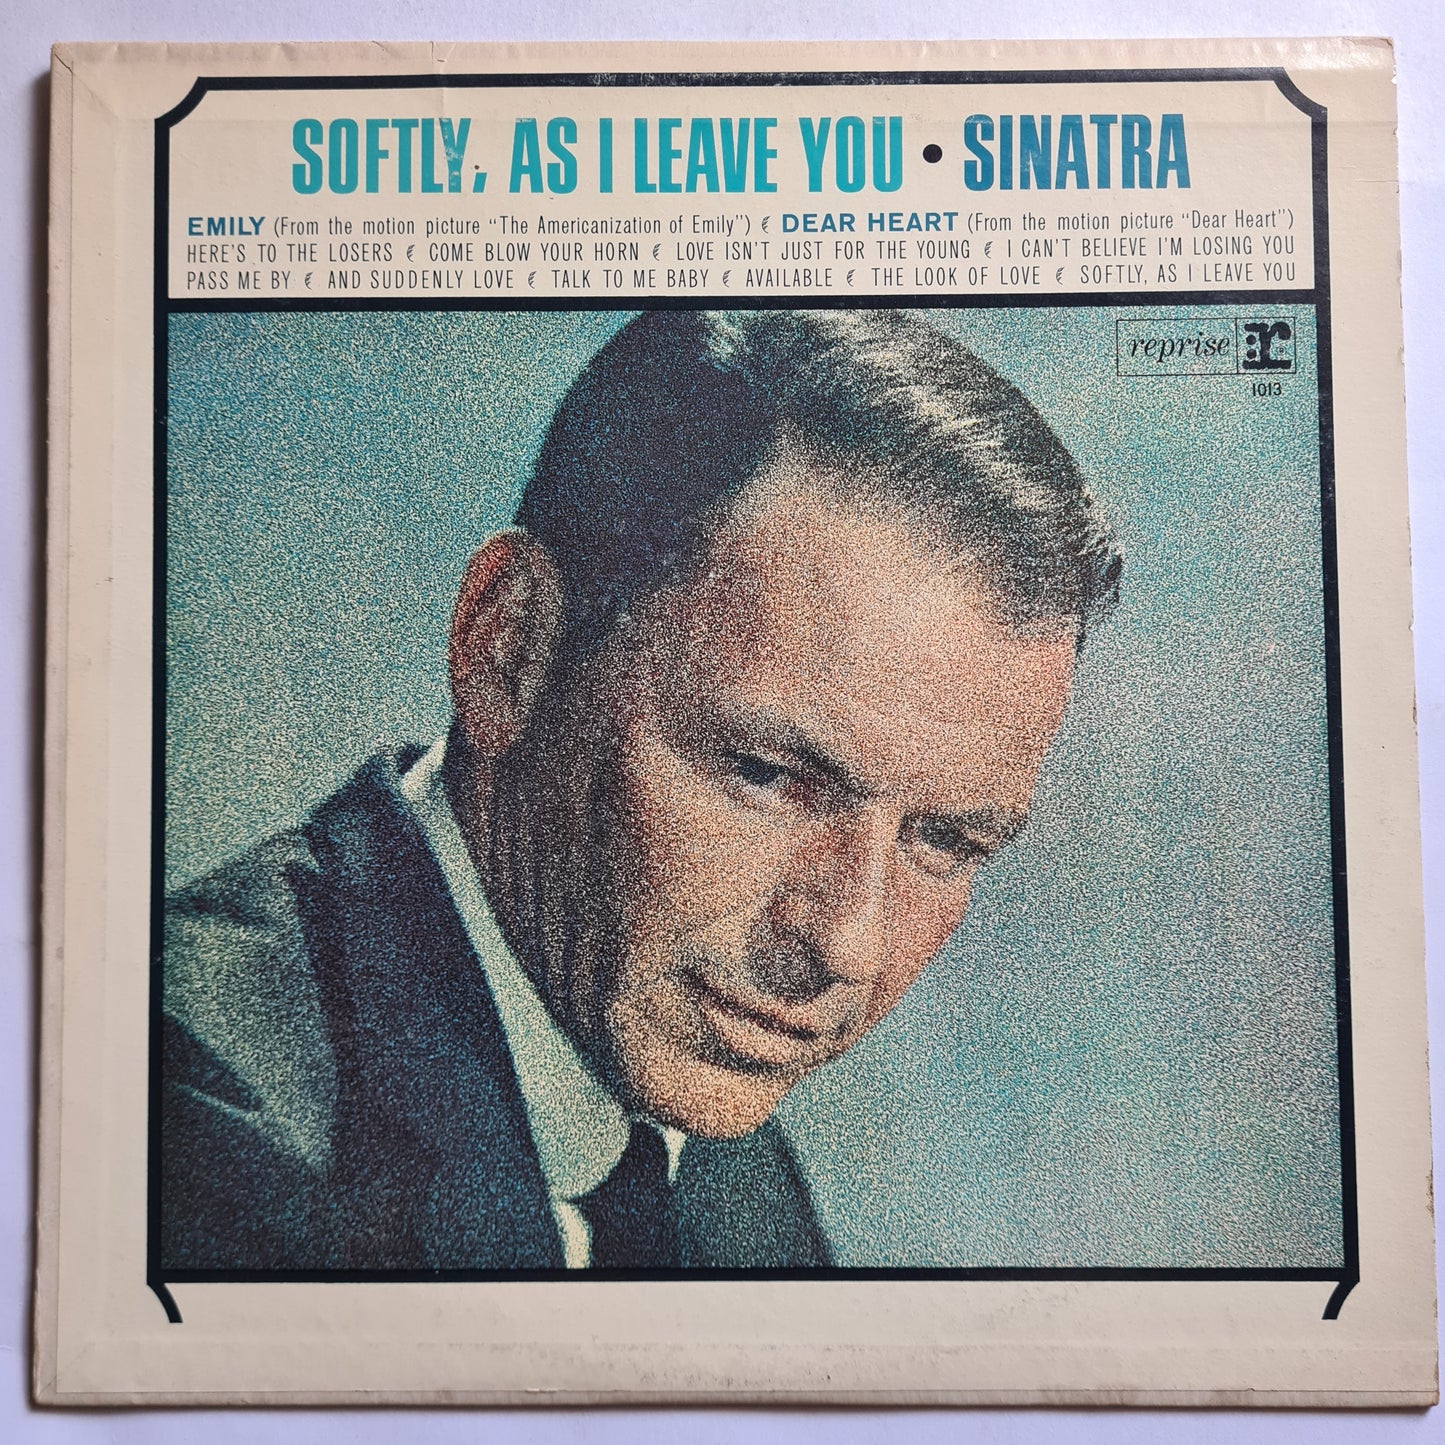 SOFTLY, AS I LEAVE YOU • SINATRA
EMILY (From the motion picture "The Americanization of Emily") DEAR HEART (From the motion picture "Dear Heart")
HERE'S TO THE LOSERS COME BLOW YOUR HORN LOVE ISN'T JUST FOR THE YOUNG I CAN'T BELIEVE I'M LOSING YOU
PASS ME BY AND SUDDENLY LOVE TALK TO ME BABY AVAILABLE THE LOOK OF LOVE SOFTLY, AS I LEAVE YOU
reprise r
1013